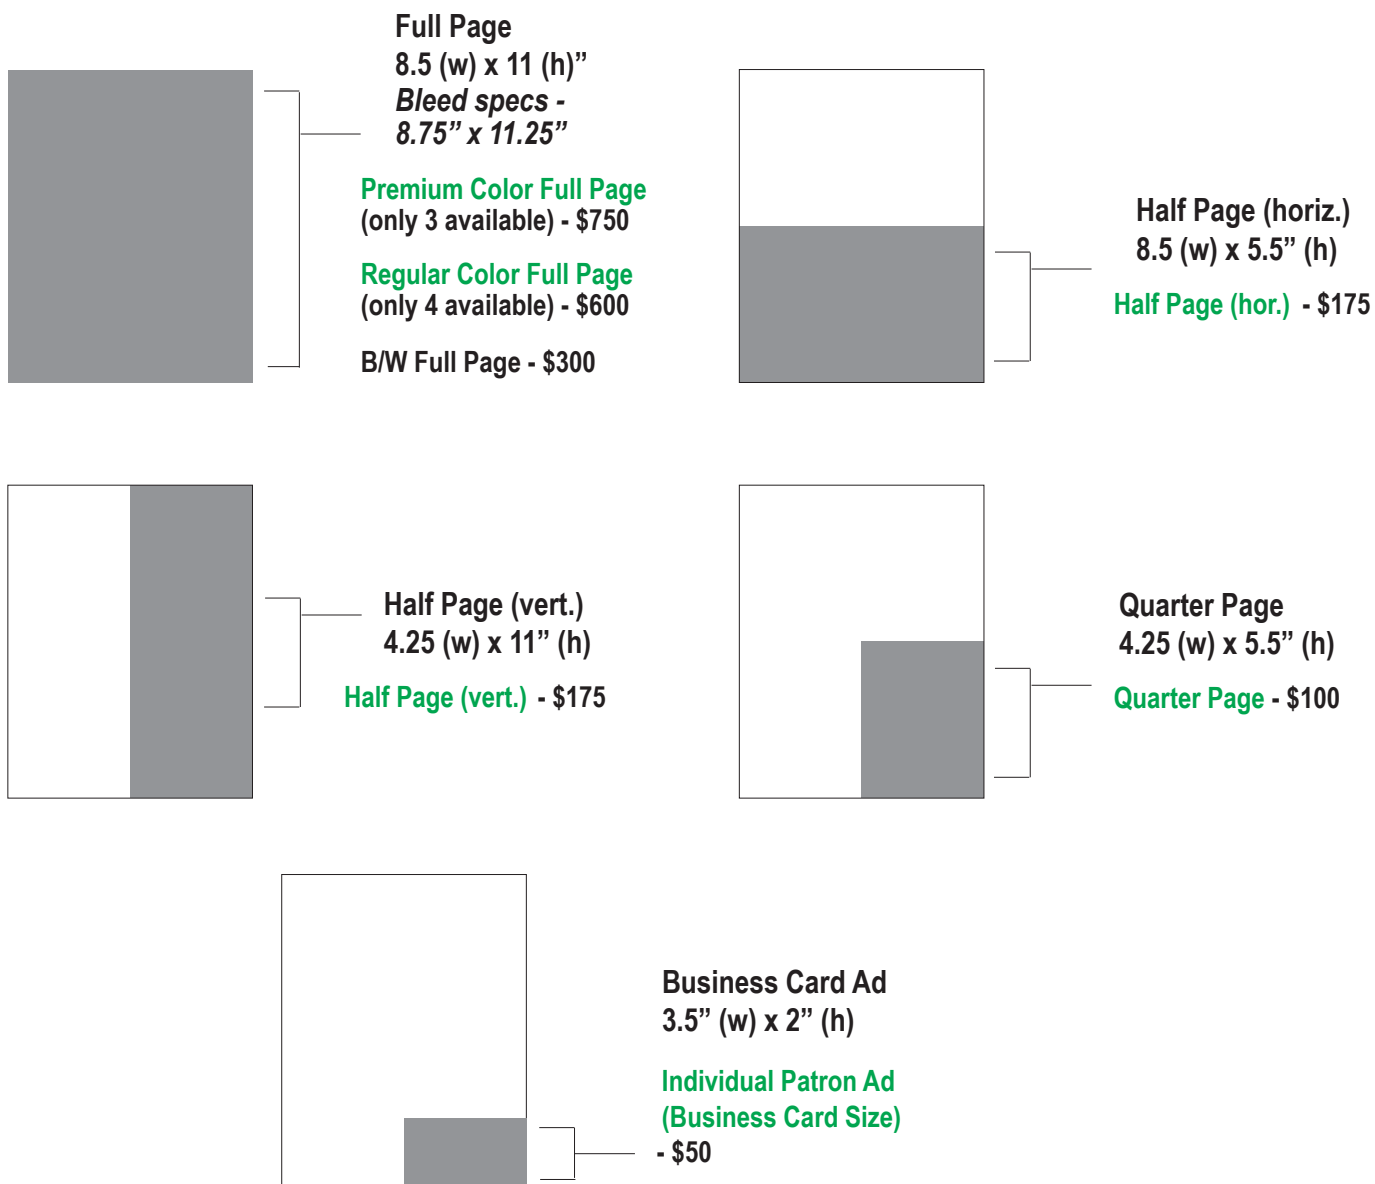 Full Page
8.5 (w) x 11 (h)”
Bleed specs -
8.75” x 11.25”
Premium Color Full Page
(only 3 available) - $750
Regular Color Full Page
(only 4 available) - $600
B/W Full Page - $300
Half Page (horiz.)
8.5 (w) x 5.5” (h)
Half Page (hor.) - $175
Half Page (vert.)
4.25 (w) x 11” (h)
Half Page (vert.) - $175
Quarter Page
4.25 (w) x 5.5” (h)
Quarter Page - $100
Business Card Ad
3.5” (w) x 2” (h)
Individual Patron Ad
(Business Card Size)
- $50